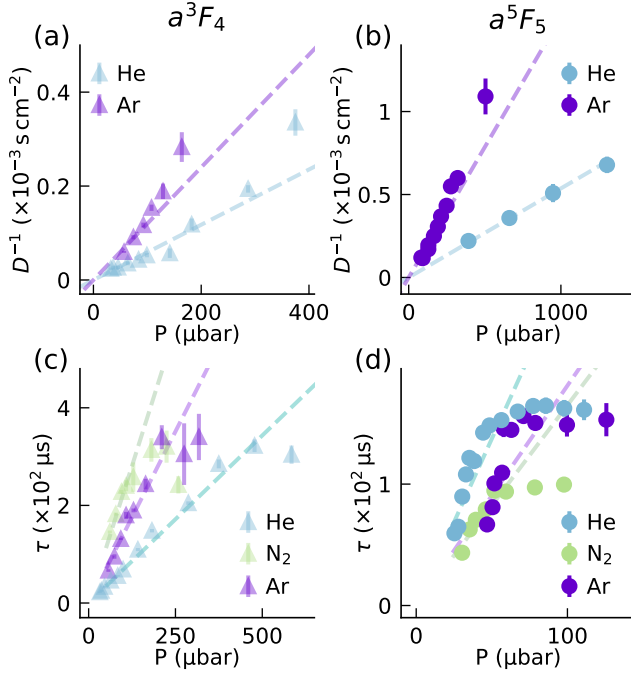 a³F₄
a⁵F₅
(a)
He
Ar
0.4
0.2
0
D⁻¹ (×10⁻³ s cm⁻²)
0
200
400
P (μbar)
(b)
He
Ar
1
0.5
0
D⁻¹ (×10⁻³ s cm⁻²)
0
1000
P (μbar)
(c)
4
2
0
τ (×10² μs)
He
N₂
Ar
0
250
500
P (μbar)
(d)
1
0
τ (×10² μs)
He
N₂
Ar
0
100
P (μbar)